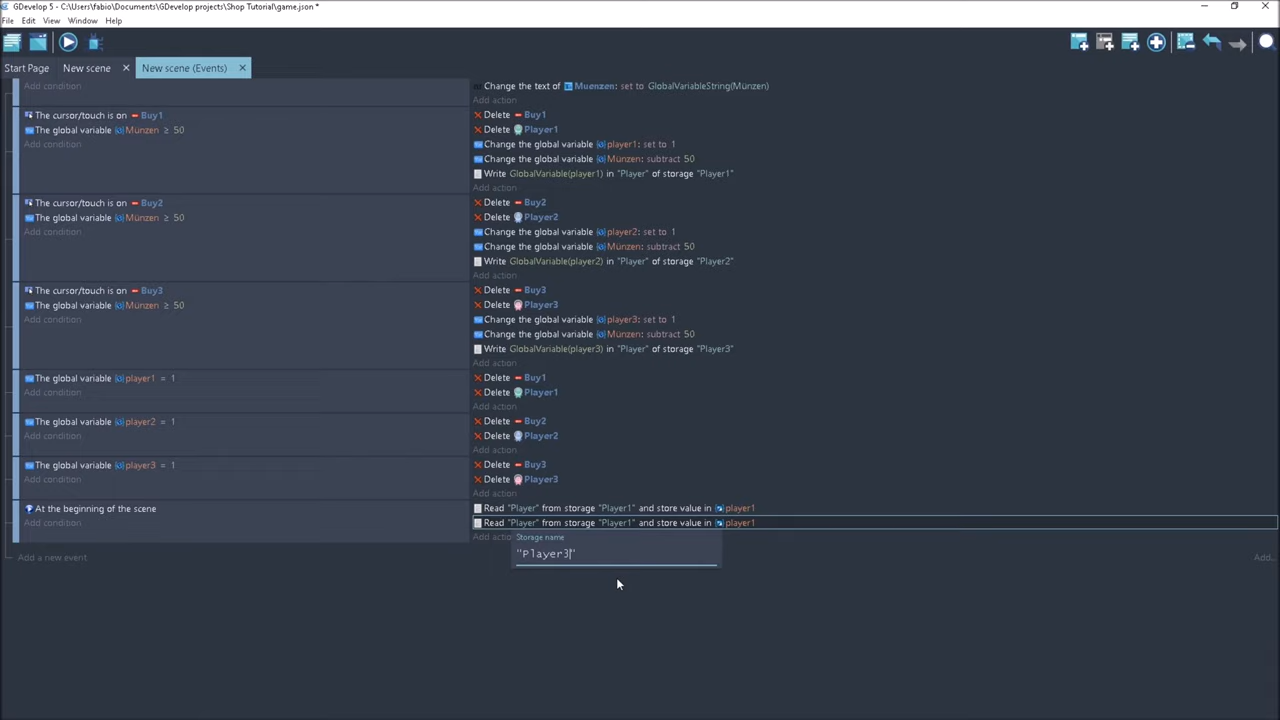 GDevelop 5 - C:\Users\fabio\Documents\GDevelop projects\Shop Tutorial\game.json *
File Edit View Window Help
Start Page New scene New scene (Events)
Add condition
Change the text of Muenzen: set to GlobalVariableString(Münzen)
Add action
The cursor/touch is on Buy1
The global variable Münzen ≥ 50
Add condition
Delete Buy1
Delete Player1
Change the global variable player1: set to 1
Change the global variable Münzen: subtract 50
Write GlobalVariable(player1) in "Player" of storage "Player1"
Add action
The cursor/touch is on Buy2
The global variable Münzen ≥ 50
Add condition
Delete Buy2
Delete Player2
Change the global variable player2: set to 1
Change the global variable Münzen: subtract 50
Write GlobalVariable(player2) in "Player" of storage "Player2"
Add action
The cursor/touch is on Buy3
The global variable Münzen ≥ 50
Add condition
Delete Buy3
Delete Player3
Change the global variable player3: set to 1
Change the global variable Münzen: subtract 50
Write GlobalVariable(player3) in "Player" of storage "Player3"
Add action
The global variable player1 = 1
Add condition
Delete Buy1
Delete Player1
Add action
The global variable player2 = 1
Add condition
Delete Buy2
Delete Player2
Add action
The global variable player3 = 1
Add condition
Delete Buy3
Delete Player3
Add action
At the beginning of the scene
Add condition
Read "Player" from storage "Player1" and store value in player1
Read "Player" from storage "Player1" and store value in player1
Add action
Storage name
"Player3"
Add a new event
Add...